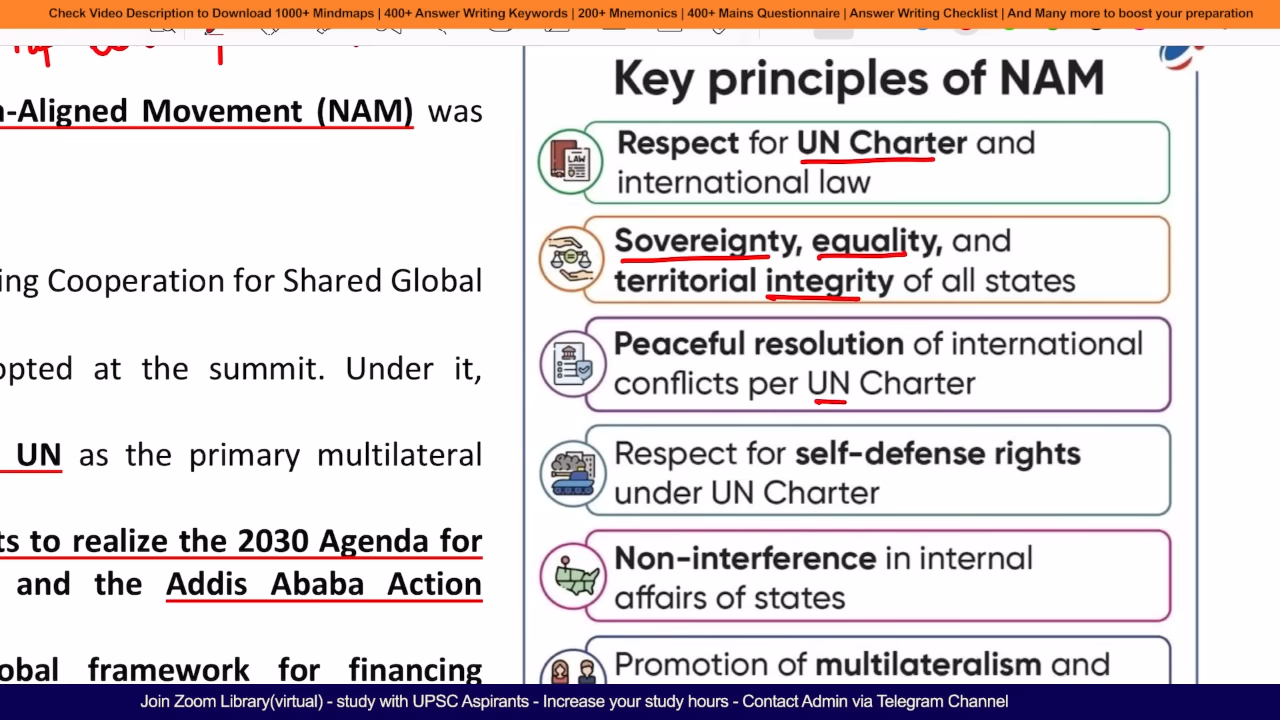 Check Video Description to Download 1000+ Mindmaps | 400+ Answer Writing Keywords | 200+ Mnemonics | 400+ Mains Questionnaire | Answer Writing Checklist | And Many more to boost your preparation
n-Aligned Movement (NAM) was
ing Cooperation for Shared Global
opted at the summit. Under it,
UN as the primary multilateral
ts to realize the 2030 Agenda for
and the Addis Ababa Action
obal framework for financing
Key principles of NAM
LAW
Respect for UN Charter and
international law
Sovereignty, equality, and
territorial integrity of all states
Peaceful resolution of international
conflicts per UN Charter
Respect for self-defense rights
under UN Charter
Non-interference in internal
affairs of states
Promotion of multilateralism and
Join Zoom Library(virtual) - study with UPSC Aspirants - Increase your study hours - Contact Admin via Telegram Channel